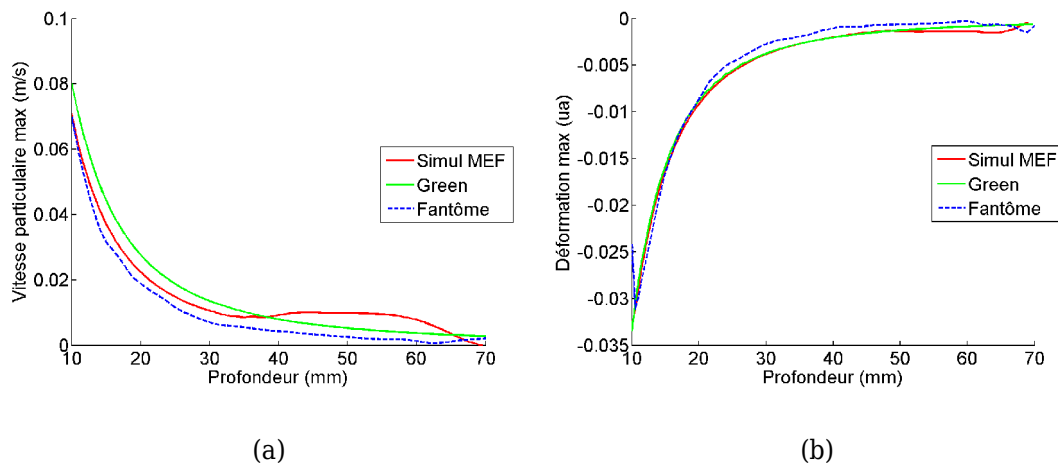 0.1
0.08
0.06
0.04
0.02
0
Vitesse particulaire max (m/s)
10 20 30 40 50 60 70
Profondeur (mm)
Simul MEF
Green
Fantôme
(a)
0
-0.005
-0.01
-0.015
-0.02
-0.025
-0.03
-0.035
Déformation max (ua)
10 20 30 40 50 60 70
Profondeur (mm)
Simul MEF
Green
Fantôme
(b)